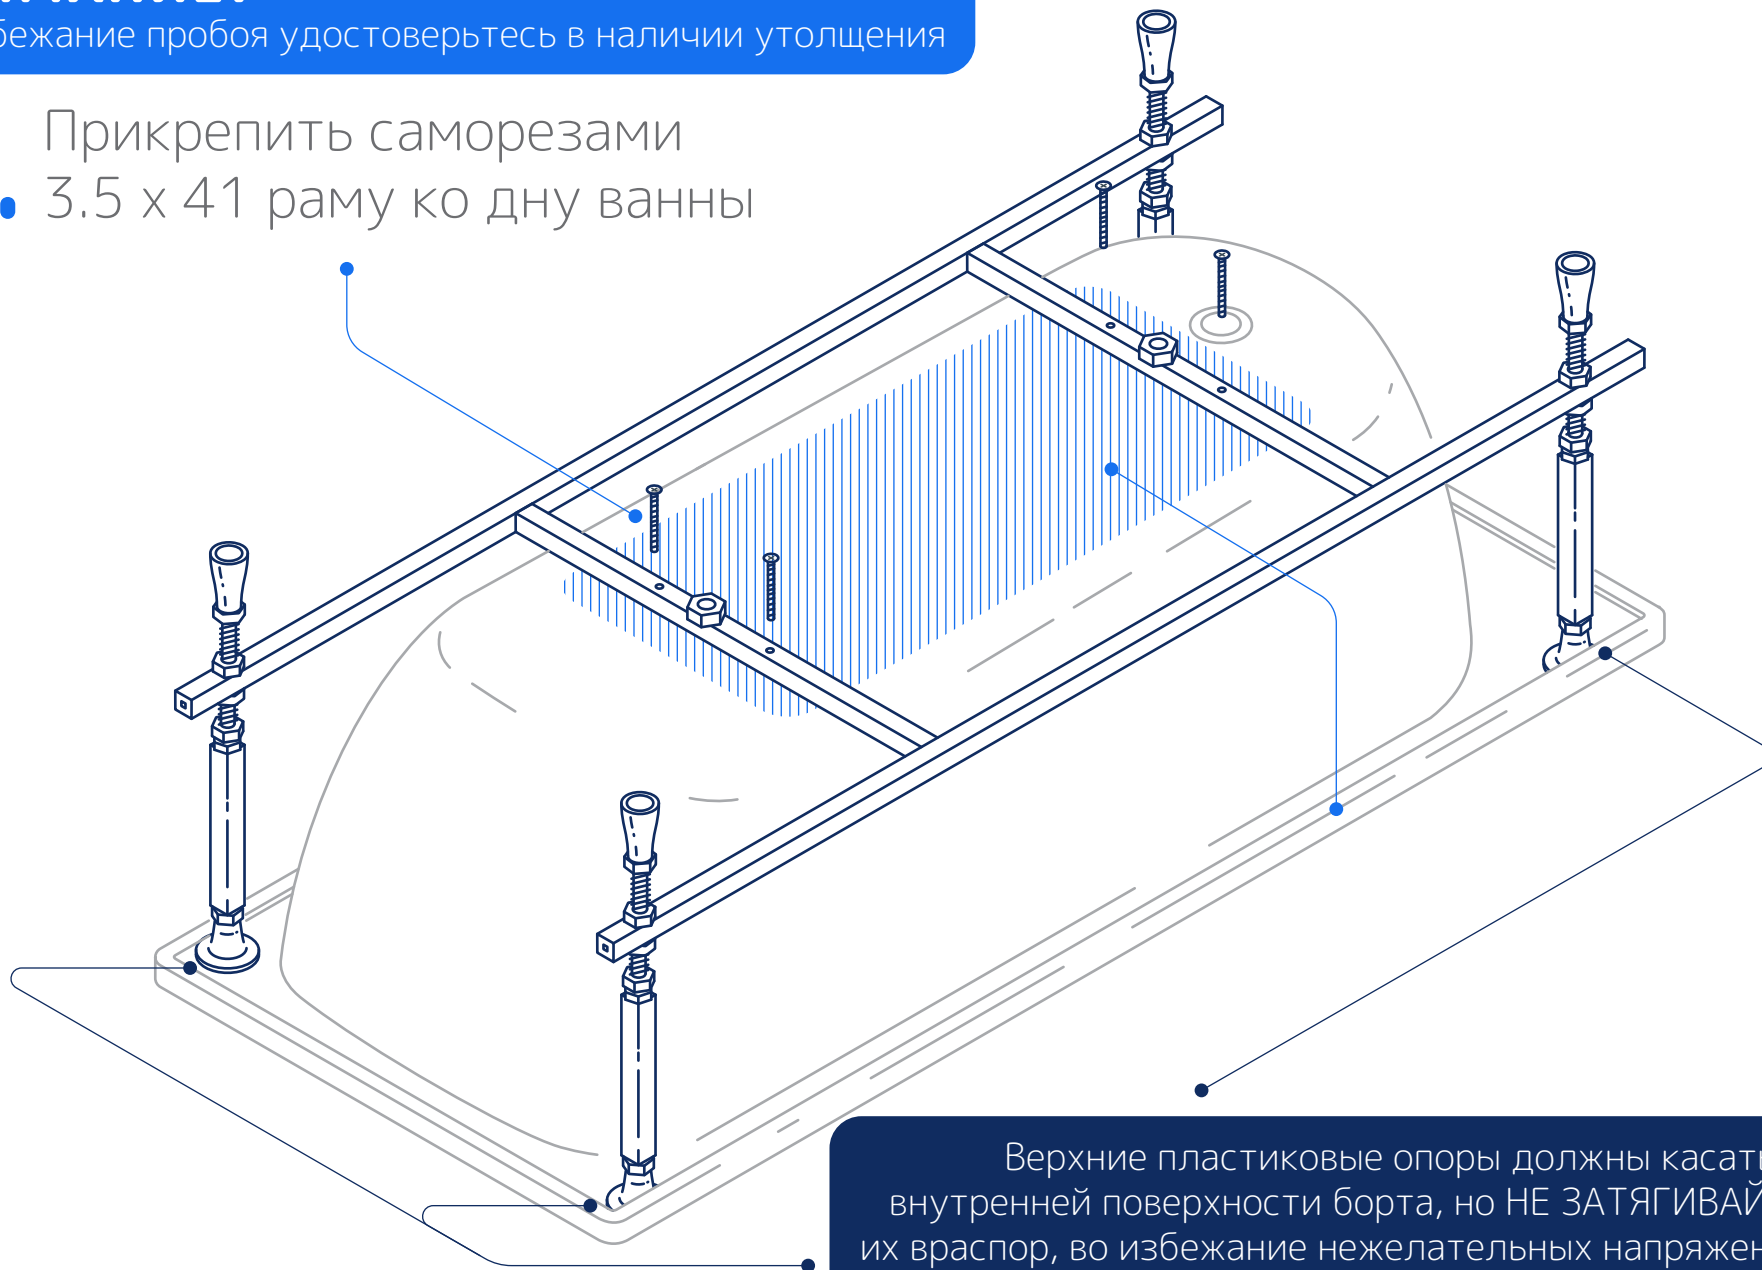 бежание пробоя удостоверьтесь в наличии утолщения
Прикрепить саморезами
3.5 x 41 раму ко дну ванны
Верхние пластиковые опоры должны касать
внутренней поверхности борта, но НЕ ЗАТЯГИВАЙ
их враспор, во избежание нежелательных напряжен